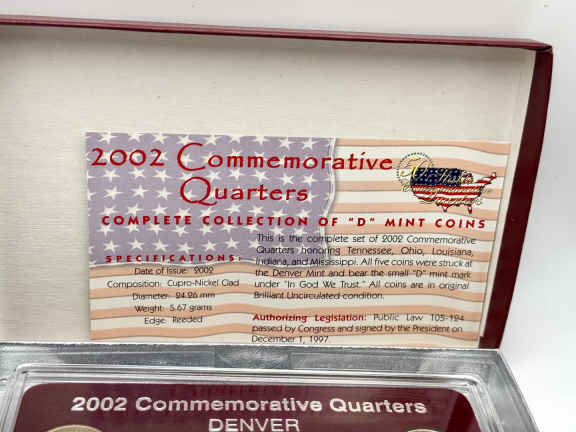 2002 Commemorative
Quarters
COMPLETE COLLECTION OF "D" MINT COINS
SPECIFICATIONS:
Date of Issue: 2002
Composition: Cupro-Nickel Clad
Diameter: 24.26 mm
Weight: 5.67 grams
Edge: Reeded
This is the complete set of 2002 Commemorative
Quarters honoring Tennessee, Ohio, Louisiana,
Indiana, and Mississippi. All five coins were struck at
the Denver Mint and bear the small "D" mint mark
under "In God We Trust." All coins are in original
Brilliant Uncirculated condition.
Authorizing Legislation: Public Law 105-124
passed by Congress and signed by the President on
December 1, 1997.
2002 Commemorative Quarters
DENVER